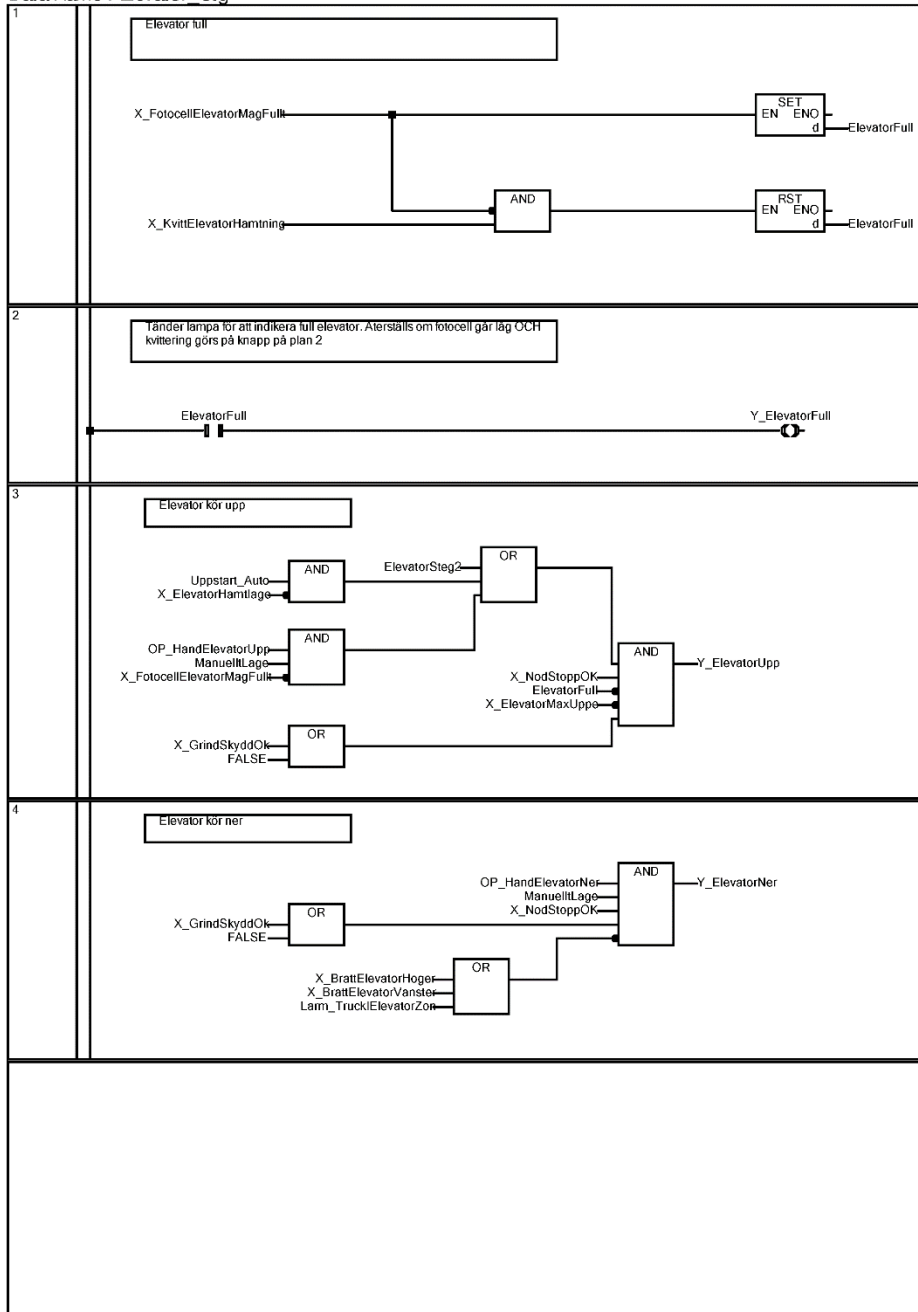 1
Elevator full
X_FotocellElevatorMagFullt
SET
EN ENO
d
ElevatorFull
AND
X_KvittElevatorHamtning
RST
EN ENO
d
ElevatorFull
2
Tänder lampa för att indikera full elevator. Återställs om fotocell går låg OCH
kvittering görs på knapp på plan 2
ElevatorFull
Y_ElevatorFull
3
Elevator kör upp
Uppstart_Auto
X_ElevatorHamtlage
AND
ElevatorSteg2
OR
OP_HandElevatorUpp
ManuelltLage
X_FotocellElevatorMagFullt
AND
X_NodStoppOK
ElevatorFull
X_ElevatorMaxUppe
AND
Y_ElevatorUpp
X_GrindSkyddOk
FALSE
OR
4
Elevator kör ner
OP_HandElevatorNer
ManuelltLage
X_NodStoppOK
AND
Y_ElevatorNer
X_GrindSkyddOk
FALSE
OR
X_BrattElevatorHoger
X_BrattElevatorVanster
Larm_TruckIElevatorZon
OR